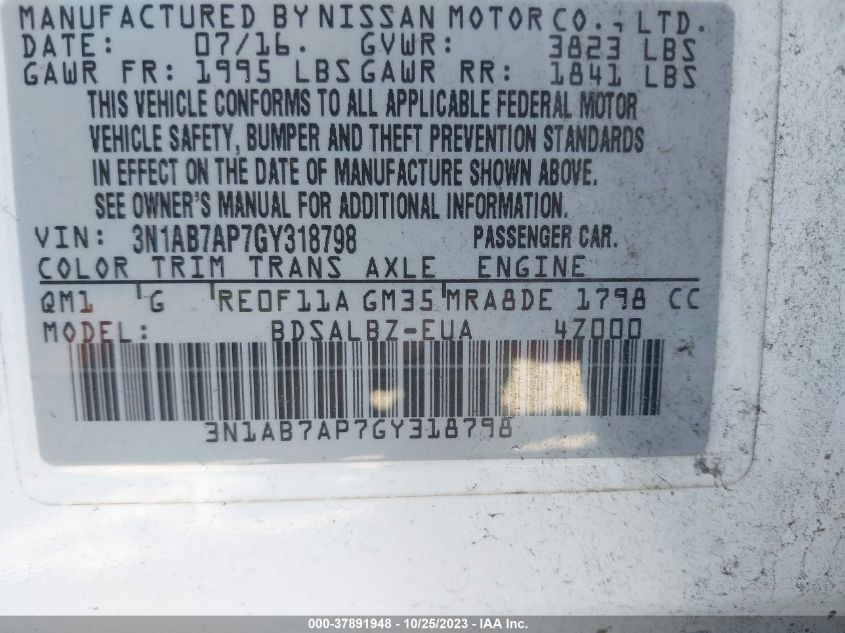 MANUFACTURED BY NISSAN MOTOR CO., LTD.
DATE: 07/16. GVWR: 3823 LBS
GAWR FR: 1995 LBS GAWR RR: 1841 LBS
THIS VEHICLE CONFORMS TO ALL APPLICABLE FEDERAL MOTOR
VEHICLE SAFETY, BUMPER AND THEFT PREVENTION STANDARDS
IN EFFECT ON THE DATE OF MANUFACTURE SHOWN ABOVE.
SEE OWNER'S MANUAL FOR ADDITIONAL INFORMATION.
VIN: 3N1AB7AP7GY318798 PASSENGER CAR.
COLOR TRIM TRANS AXLE ENGINE
QM1 G RE0F11A GM35 MRA8DE 1798 CC
MODEL: BDSALBZ-EUA 4Z000
3N1AB7AP7GY318798
000-37891948 - 10/25/2023 - IAA Inc.